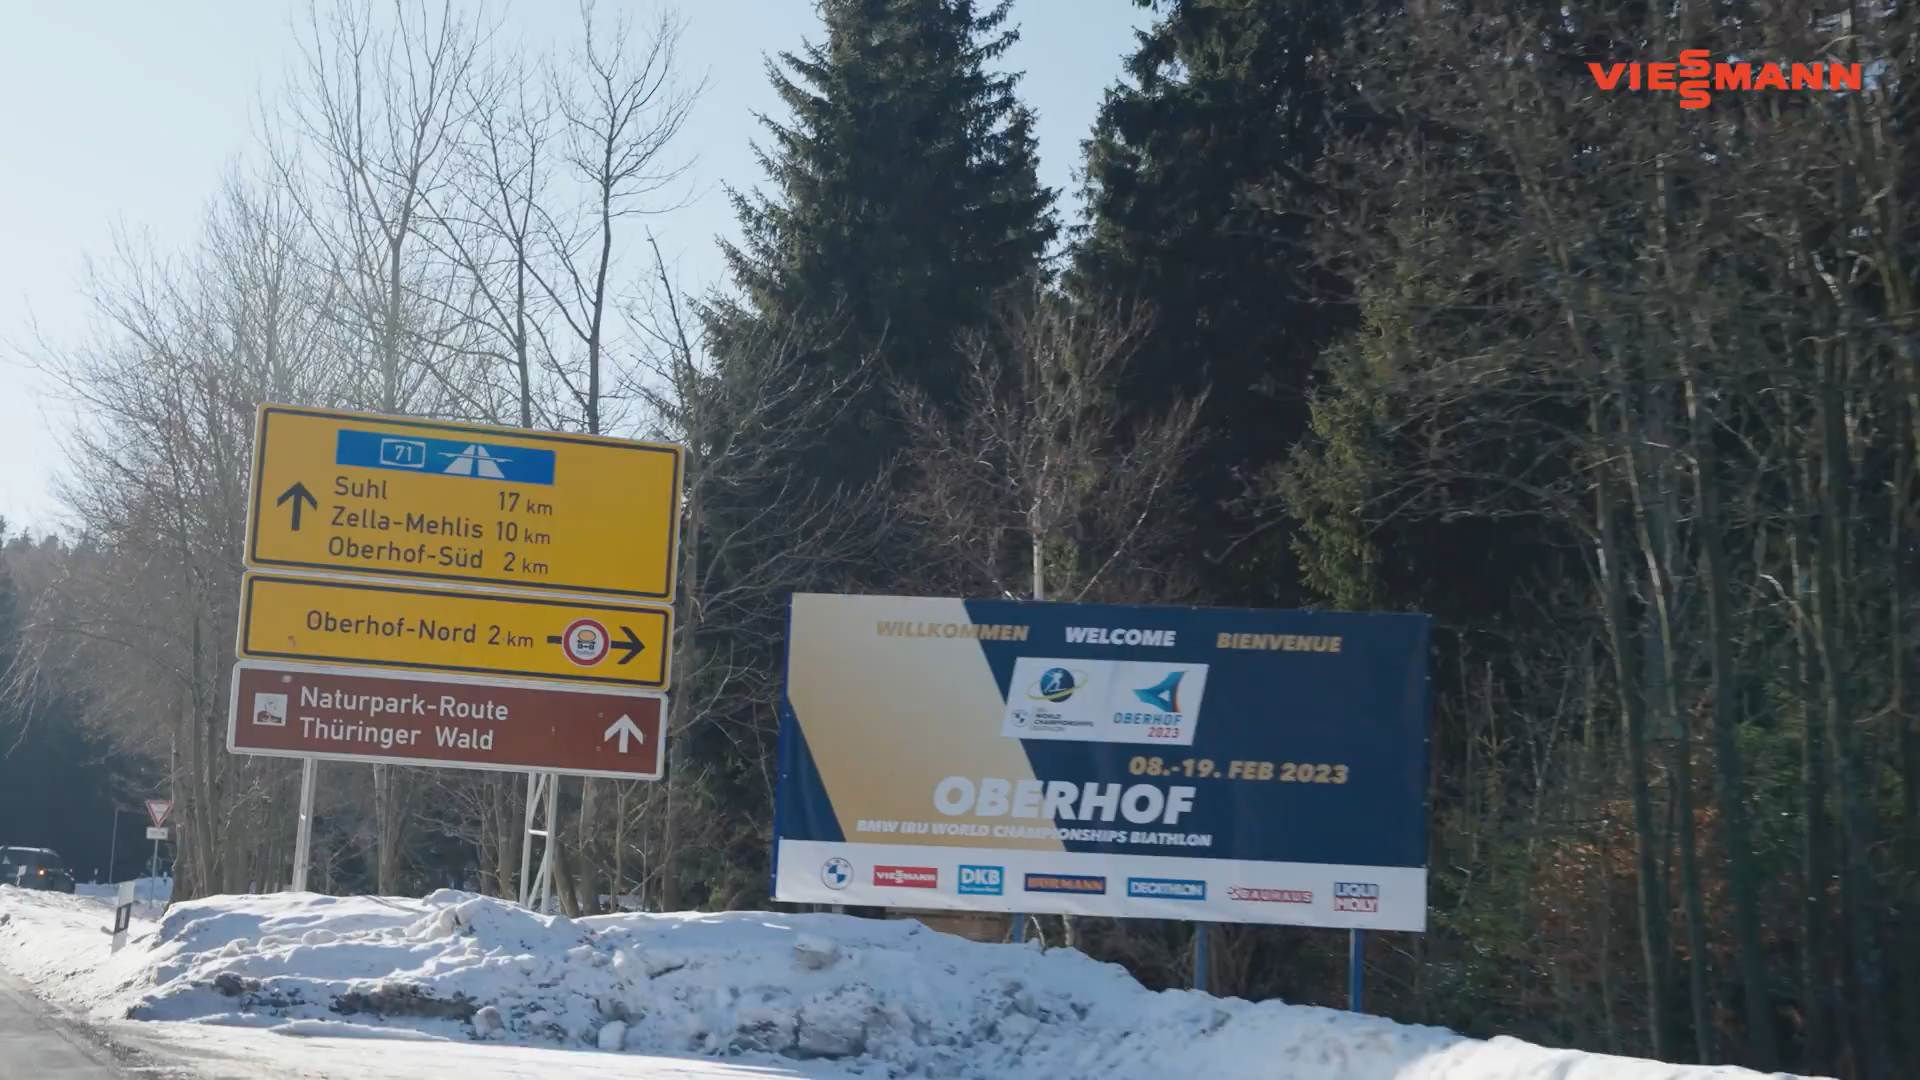 VIESSMANN
71
Suhl 17 km
Zella-Mehlis 10 km
Oberhof-Süd 2 km
Oberhof-Nord 2 km
Naturpark-Route
Thüringer Wald
WILLKOMMEN WELCOME BIENVENUE
WORLD
CHAMPIONSHIPS
OBERHOF
2023
08.-19. FEB 2023
OBERHOF
BMW IBU WORLD CHAMPIONSHIPS BIATHLON
VIESSMANN DKB HÖRMANN DECATHLON BAUHAUS LIQUI
MOLY